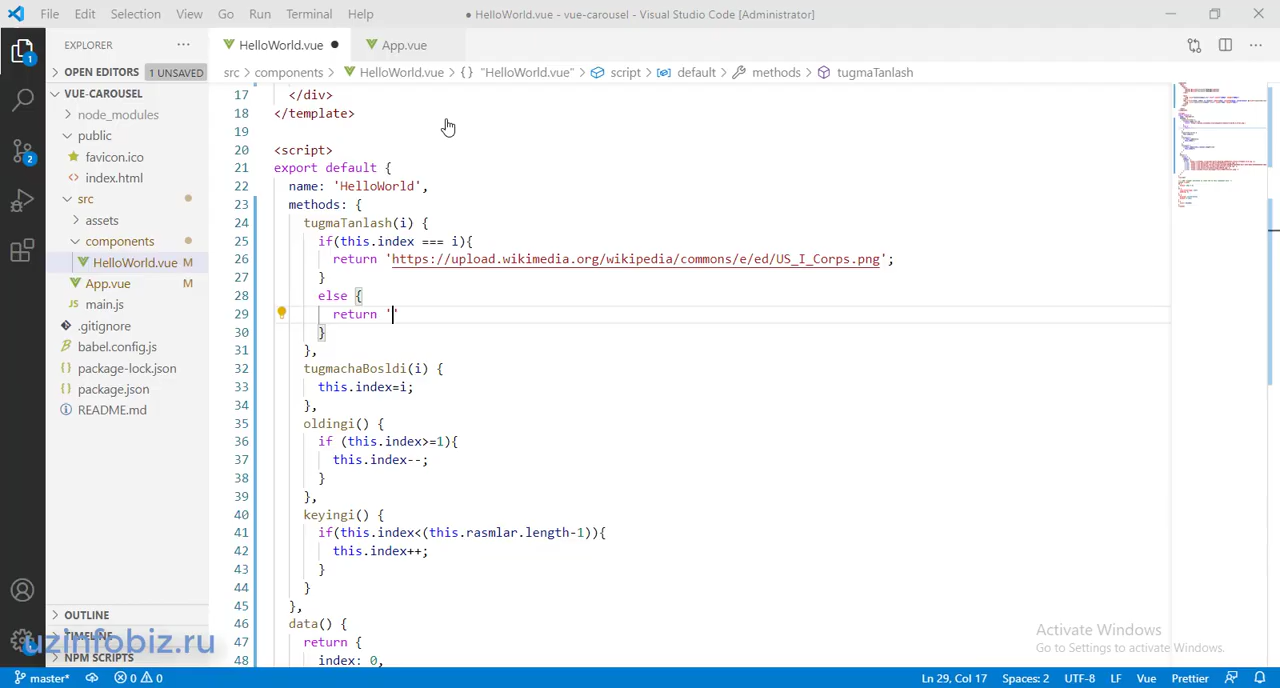 File Edit Selection View Go Run Terminal Help
● HelloWorld.vue - vue-carousel - Visual Studio Code [Administrator]
EXPLORER
HelloWorld.vue
App.vue
OPEN EDITORS 1 UNSAVED
src > components > HelloWorld.vue > {} "HelloWorld.vue" > script > default > methods > tugmaTanlash
VUE-CAROUSEL
node_modules
public
favicon.ico
<> index.html
src
assets
components
HelloWorld.vue M
App.vue M
JS main.js
.gitignore
babel.config.js
{} package-lock.json
{} package.json
README.md
OUTLINE
TIMELINE
NPM SCRIPTS
17 </div>
18 </template>
19
20 <script>
21 export default {
22 name: 'HelloWorld',
23 methods: {
24 tugmaTanlash(i) {
25 if(this.index === i){
26 return 'https://upload.wikimedia.org/wikipedia/commons/e/ed/US_I_Corps.png';
27 }
28 else {
29 return ''
30 }
31 },
32 tugmachaBosldi(i) {
33 this.index=i;
34 },
35 oldingi() {
36 if (this.index>=1){
37 this.index--;
38 }
39 },
40 keyingi() {
41 if(this.index<(this.rasmlar.length-1)){
42 this.index++;
43 }
44 }
45 },
46 data() {
47 return {
48 index: 0,
1
2
uzinfobiz.ru
Activate Windows
Go to Settings to activate Windows.
master* 0 0 Ln 29, Col 17 Spaces: 2 UTF-8 LF Vue Prettier